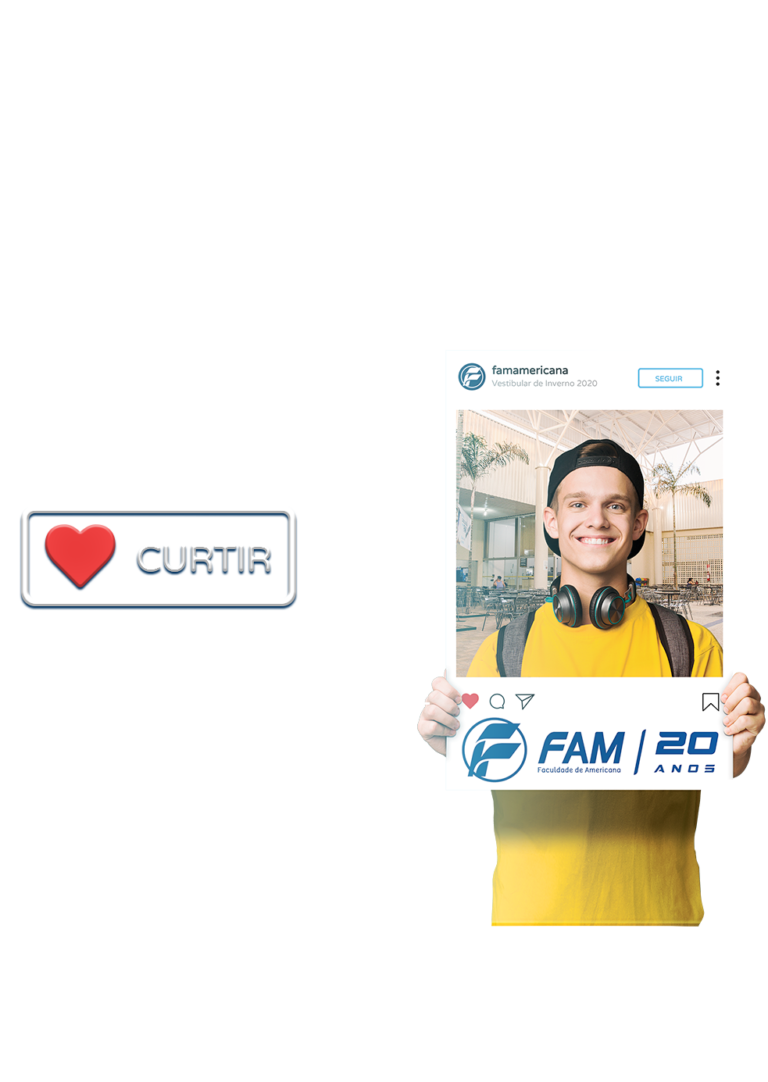 famamericana
Vestibular de Inverno 2020
SEGUIR
CURTIR
FAM | 20
Faculdade de Americana
ANOS